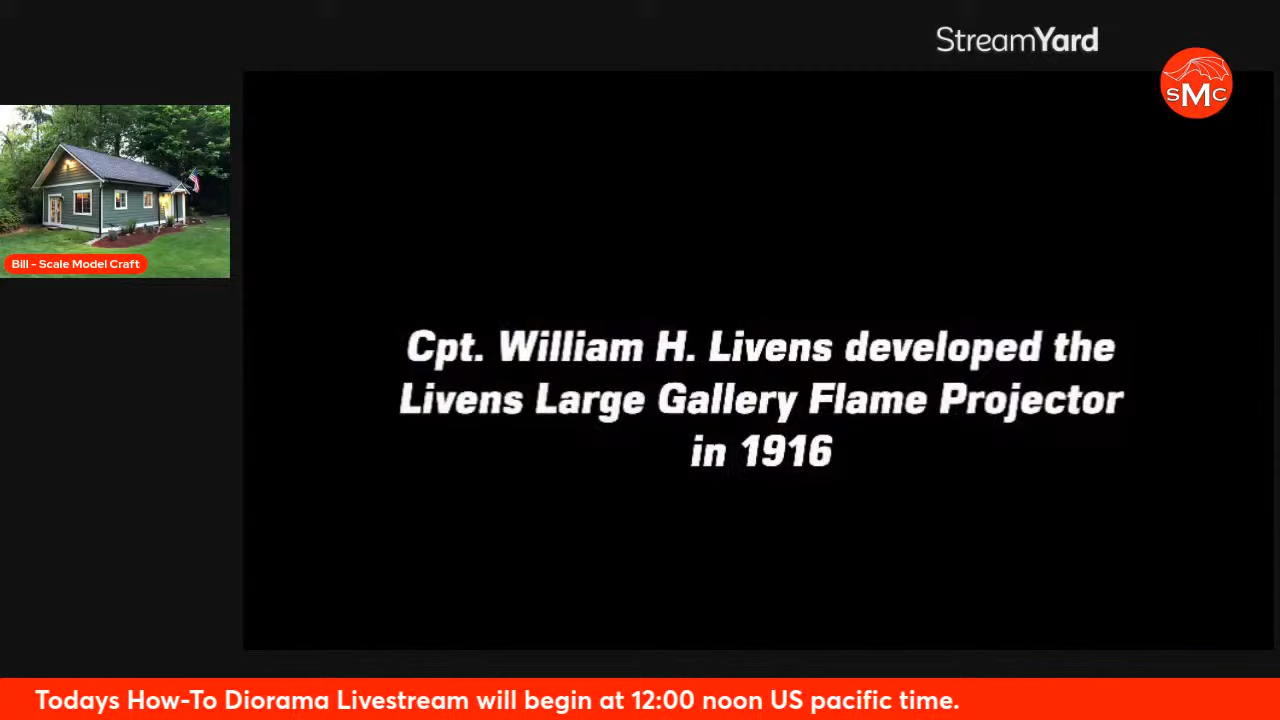 StreamYard
SMC
Bill - Scale Model Craft
Cpt. William H. Livens developed the
Livens Large Gallery Flame Projector
in 1916
Todays How-To Diorama Livestream will begin at 12:00 noon US pacific time.